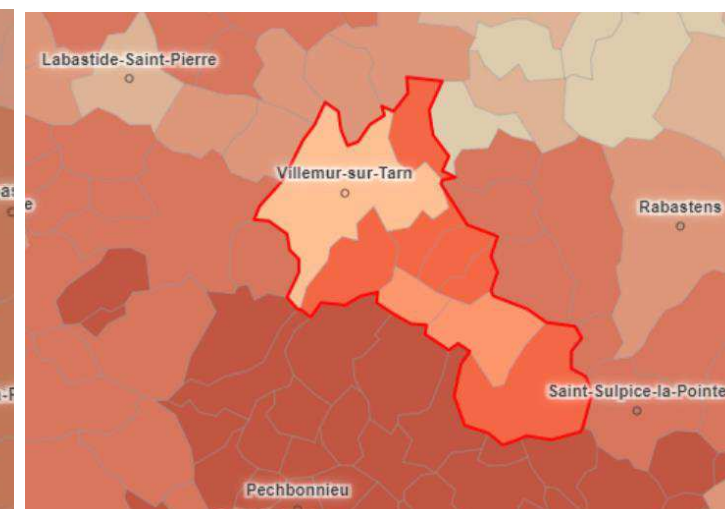 Labastide-Saint-Pierre
Villemur-sur-Tarn
Rabastens
Saint-Sulpice-la-Pointe
Pechbonnieu